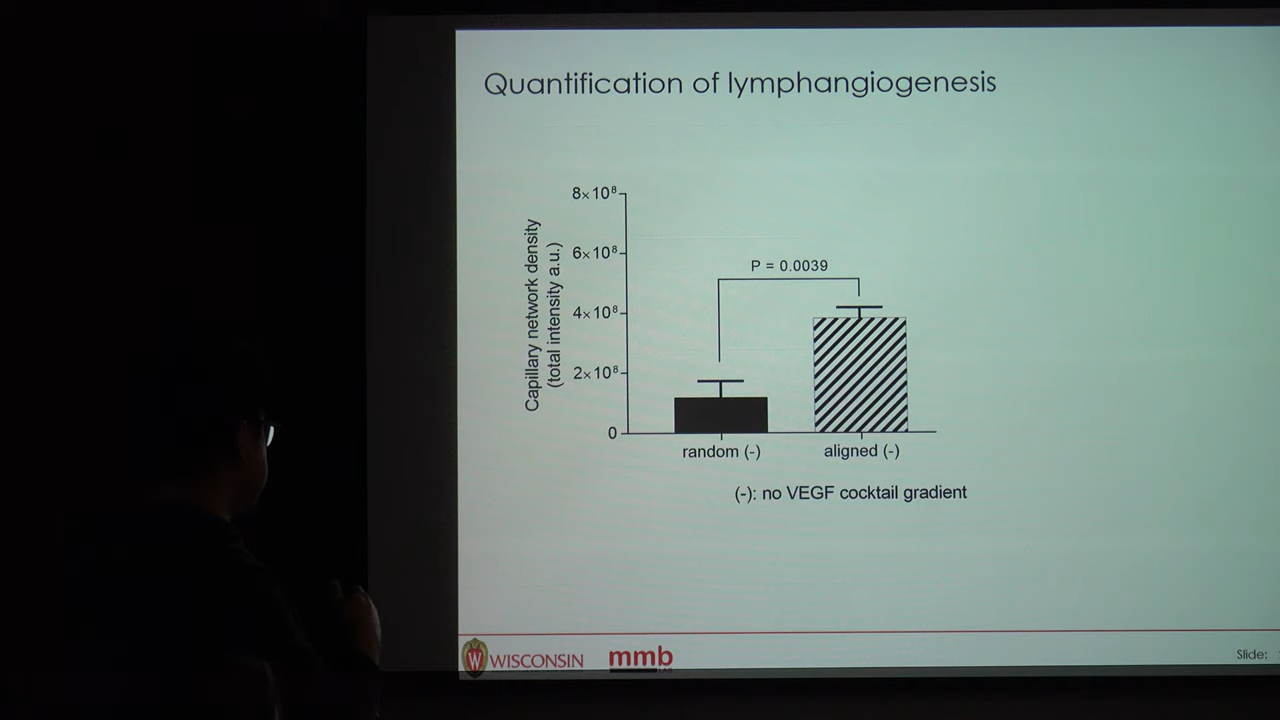 Quantification of lymphangiogenesis
Capillary network density
(total intensity a.u.)
8×10⁸
6×10⁸
4×10⁸
2×10⁸
0
P = 0.0039
random (-)
aligned (-)
(-): no VEGF cocktail gradient
W WISCONSIN
mmb
Slide: